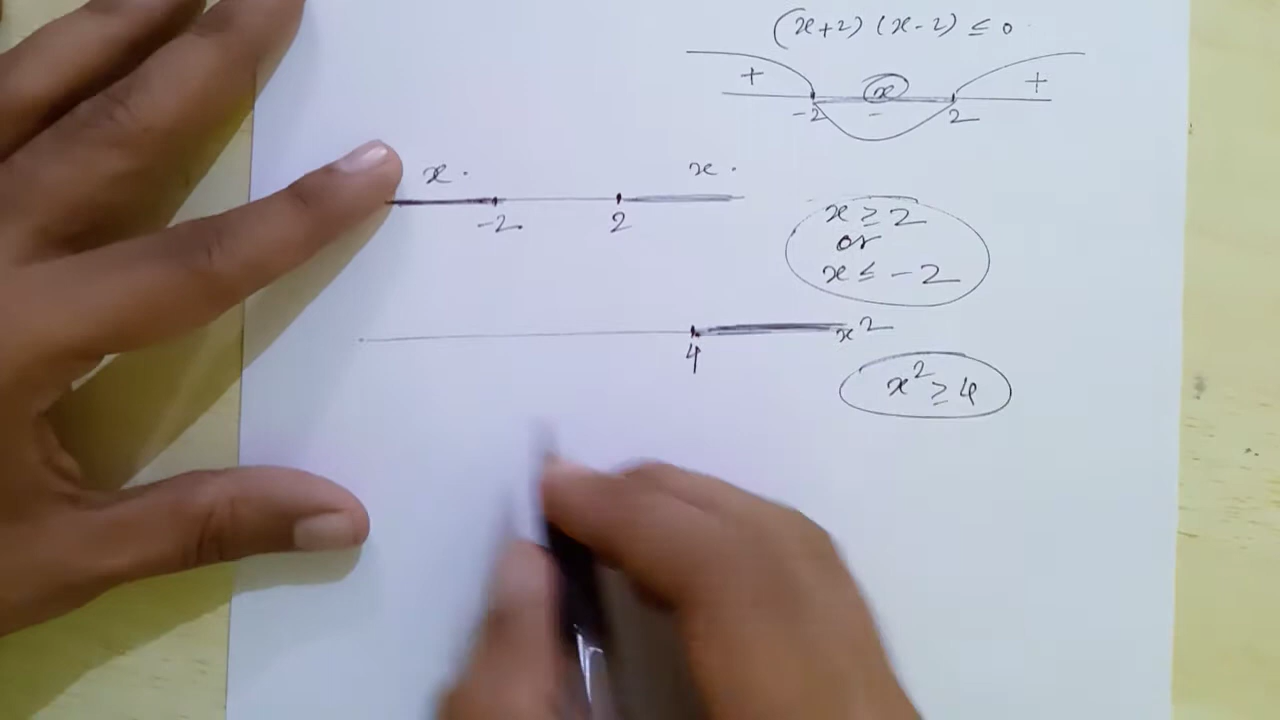 (x+2) (x-2) ≤ 0
+ x +
-2 - 2
x. x.
-2. 2
x ≥ 2
or
x ≤ -2
4 x²
x² ≥ 4